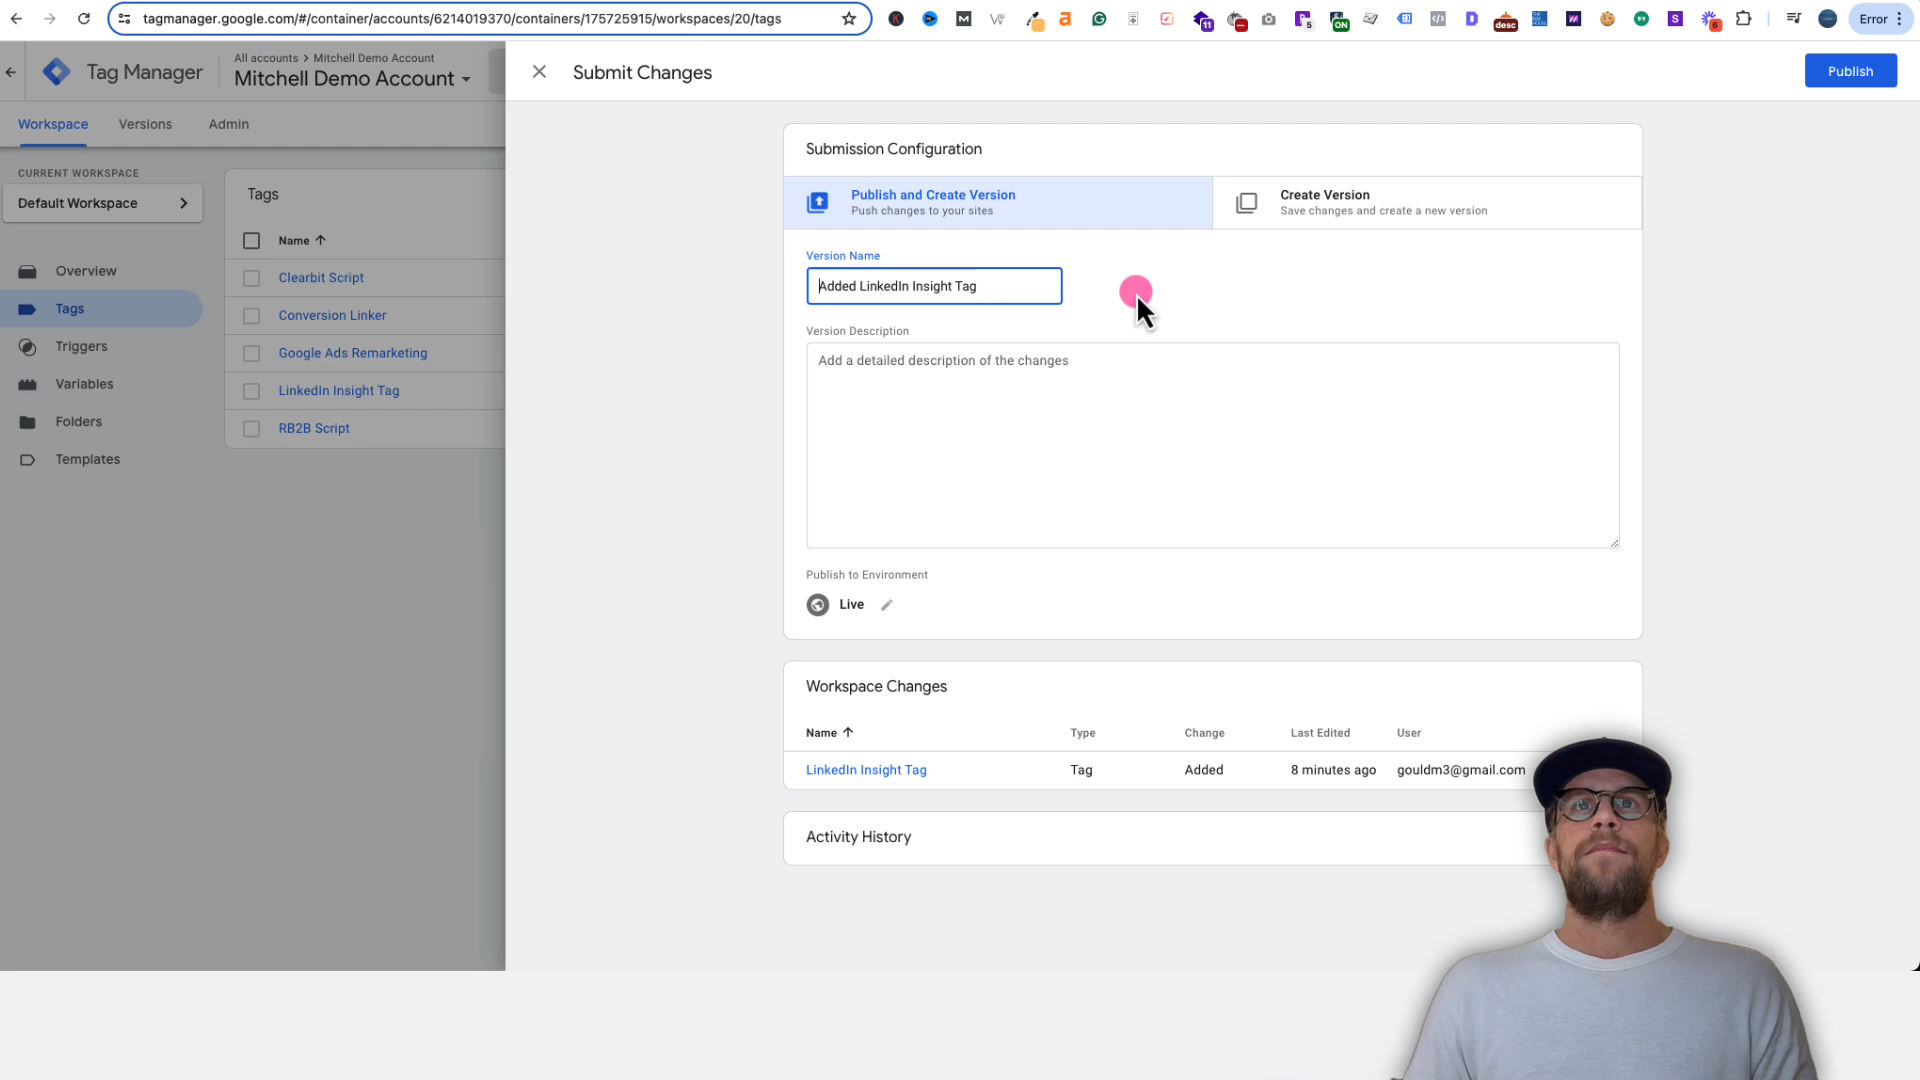 tagmanager.google.com/#/container/accounts/6214019370/containers/175725915/workspaces/20/tags
11
5
ON
desc
6
Error
Tag Manager
All accounts > Mitchell Demo Account
Mitchell Demo Account
Submit Changes
Publish
Workspace
Versions
Admin
CURRENT WORKSPACE
Default Workspace
Overview
Tags
Triggers
Variables
Folders
Templates
Tags
Name
Clearbit Script
Conversion Linker
Google Ads Remarketing
LinkedIn Insight Tag
RB2B Script
Submission Configuration
Publish and Create Version
Push changes to your sites
Create Version
Save changes and create a new version
Version Name
Added LinkedIn Insight Tag
Version Description
Add a detailed description of the changes
Publish to Environment
Live
Workspace Changes
Name Type Change Last Edited User
LinkedIn Insight Tag Tag Added 8 minutes ago gouldm3@gmail.com
Activity History